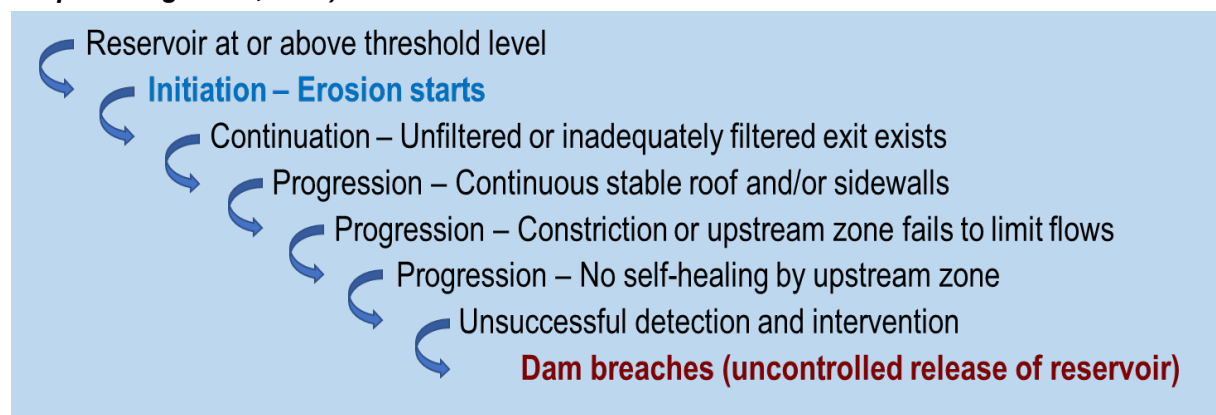 Reservoir at or above threshold level
Initiation – Erosion starts
Continuation – Unfiltered or inadequately filtered exit exists
Progression – Continuous stable roof and/or sidewalls
Progression – Constriction or upstream zone fails to limit flows
Progression – No self-healing by upstream zone
Unsuccessful detection and intervention
Dam breaches (uncontrolled release of reservoir)